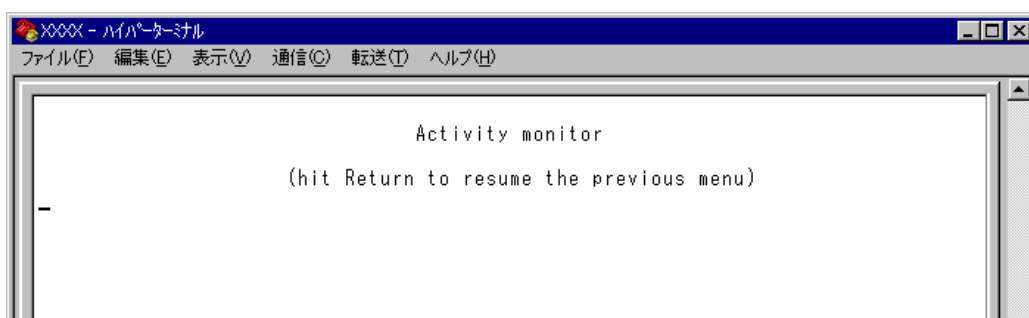 XXXX - ﾊｲﾊﾟｰﾀｰﾐﾅﾙ
ファイル(F) 編集(E) 表示(V) 通信(C) 転送(T) ヘルプ(H)
Activity monitor
(hit Return to resume the previous menu)